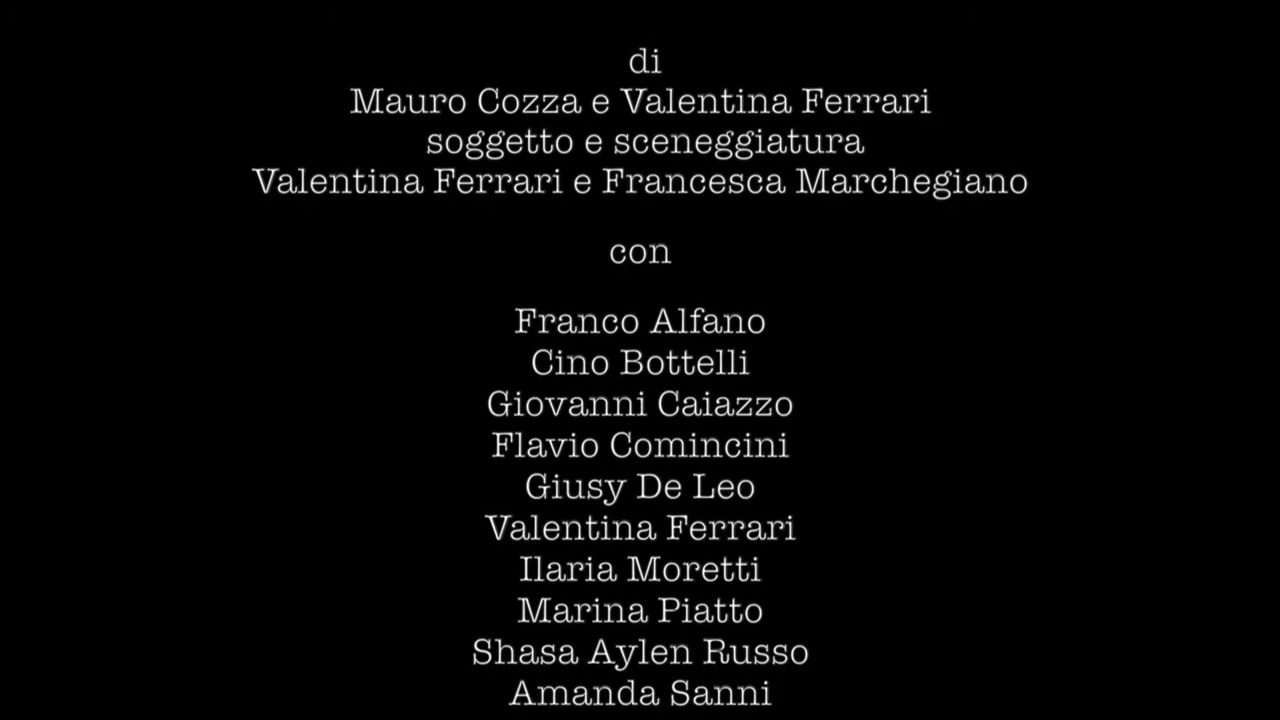 di
Mauro Cozza e Valentina Ferrari
soggetto e sceneggiatura
Valentina Ferrari e Francesca Marchegiano
con
Franco Alfano
Cino Bottelli
Giovanni Caiazzo
Flavio Comincini
Giusy De Leo
Valentina Ferrari
Ilaria Moretti
Marina Piatto
Shasa Aylen Russo
Amanda Sanni